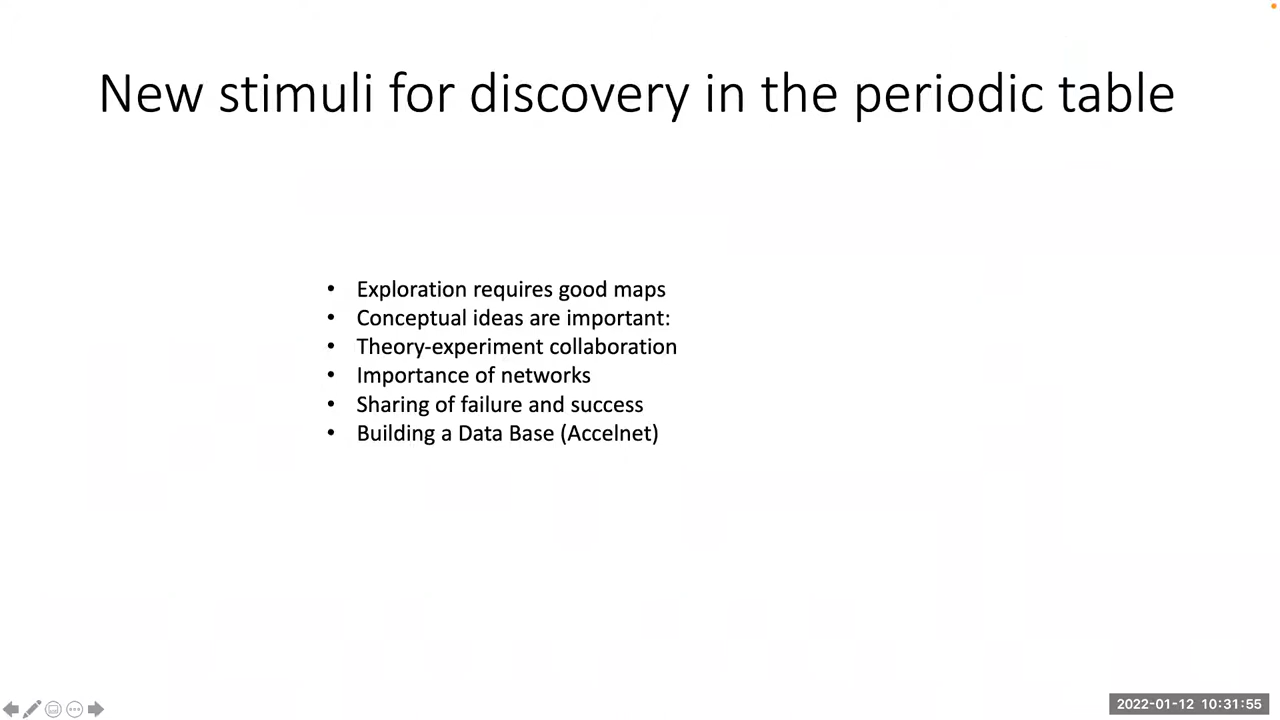 New stimuli for discovery in the periodic table
• Exploration requires good maps
• Conceptual ideas are important:
• Theory-experiment collaboration
• Importance of networks
• Sharing of failure and success
• Building a Data Base (Accelnet)
2022-01-12 10:31:55